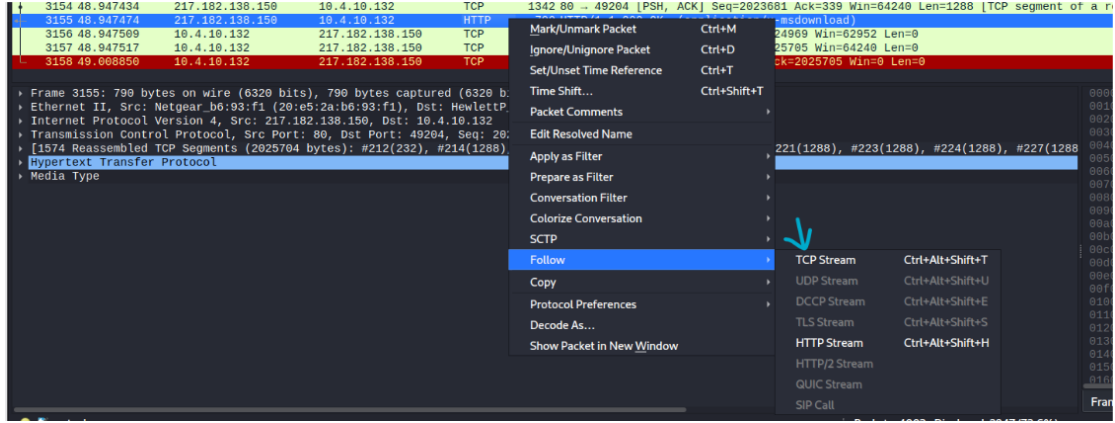 3154 48.947434 217.182.138.150 10.4.10.132 TCP 1342 80 → 49204 [PSH, ACK] Seq=2023681 Ack=339 Win=64240 Len=1288 [TCP segment of a
3155 48.947474 217.182.138.150 10.4.10.132 HTTP
3156 48.947509 10.4.10.132 217.182.138.150 TCP 24969 Win=62952 Len=0
3157 48.947517 10.4.10.132 217.182.138.150 TCP 25705 Win=64240 Len=0
3158 49.008850 10.4.10.132 217.182.138.150 TCP ck=2025705 Win=0 Len=0
Mark/Unmark Packet Ctrl+M
Ignore/Unignore Packet Ctrl+D
Set/Unset Time Reference Ctrl+T
Time Shift... Ctrl+Shift+T
Packet Comments
Edit Resolved Name
Apply as Filter
Prepare as Filter
Conversation Filter
Colorize Conversation
SCTP
Follow
Copy
Protocol Preferences
Decode As...
Show Packet in New Window
TCP Stream Ctrl+Alt+Shift+T
UDP Stream Ctrl+Alt+Shift+U
DCCP Stream Ctrl+Alt+Shift+E
TLS Stream Ctrl+Alt+Shift+S
HTTP Stream Ctrl+Alt+Shift+H
HTTP/2 Stream
QUIC Stream
SIP Call
Frame 3155: 790 bytes on wire (6320 bits), 790 bytes captured (6320 b
Ethernet II, Src: Netgear_b6:93:f1 (20:e5:2a:b6:93:f1), Dst: HewlettP
Internet Protocol Version 4, Src: 217.182.138.150, Dst: 10.4.10.132
Transmission Control Protocol, Src Port: 80, Dst Port: 49204, Seq: 202
[1574 Reassembled TCP Segments (2025704 bytes): #212(232), #214(1288) 221(1288), #223(1288), #224(1288), #227(1288
Hypertext Transfer Protocol
Media Type
Fran